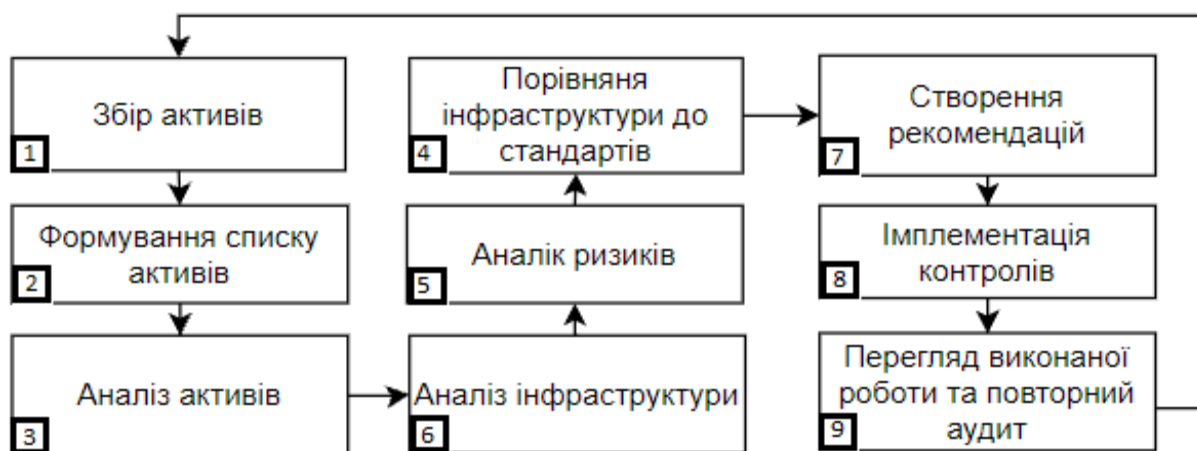 Збір активів
1
Формування списку
активів
2
Аналіз активів
3
Порівняня
інфраструктури до
стандартів
4
Аналік ризиків
5
Аналіз інфраструктури
6
Створення
рекомендацій
7
Імплементація
контролів
8
Перегляд виконаної
роботи та повторний
аудит
9